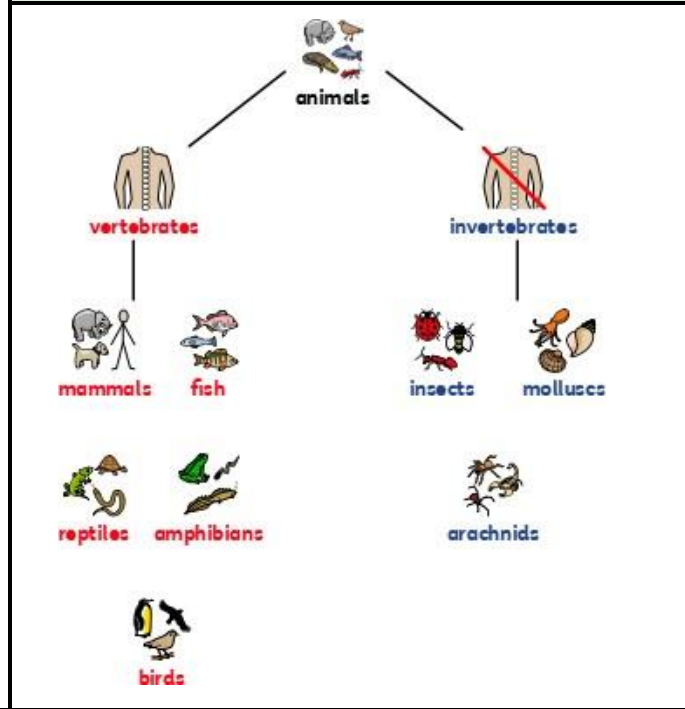 animals
vertebrates
invertebrates
mammals
fish
insects
molluscs
reptiles
amphibians
arachnids
birds